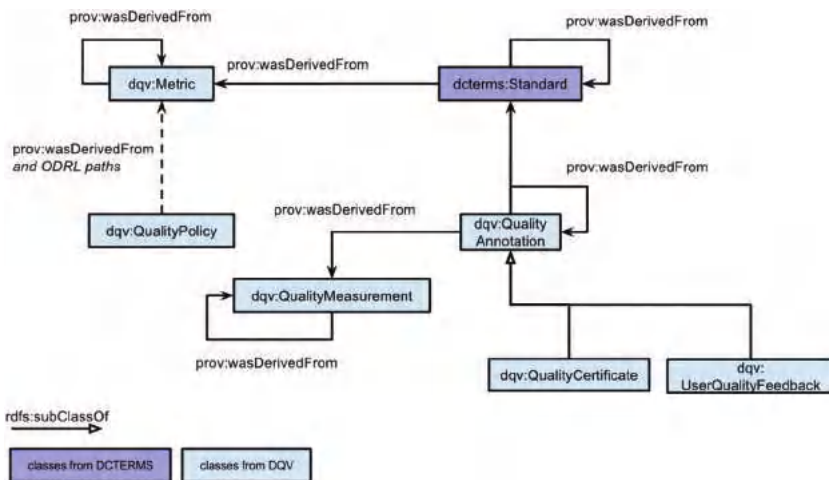 prov:wasDerivedFrom
prov:wasDerivedFrom
prov:wasDerivedFrom
dqv:Metric
dcterms:Standard
prov:wasDerivedFrom
and ODRL paths
prov:wasDerivedFrom
prov:wasDerivedFrom
dqv:QualityPolicy
dqv:Quality
Annotation
dqv:QualityMeasurement
prov:wasDerivedFrom
dqv:QualityCertificate
dqv:
UserQualityFeedback
rdfs:subClassOf
classes from DCTERMS
classes from DQV